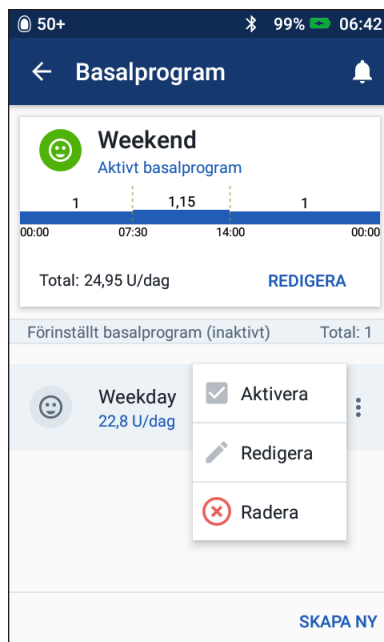 50+ 99% 06:42
Basalprogram
Weekend
Aktivt basalprogram
1 1,15 1
00:00 07:30 14:00 00:00
Total: 24,95 U/dag REDIGERA
Förinställt basalprogram (inaktivt) Total: 1
Weekday
22,8 U/dag
Aktivera
Redigera
Radera
SKAPA NY